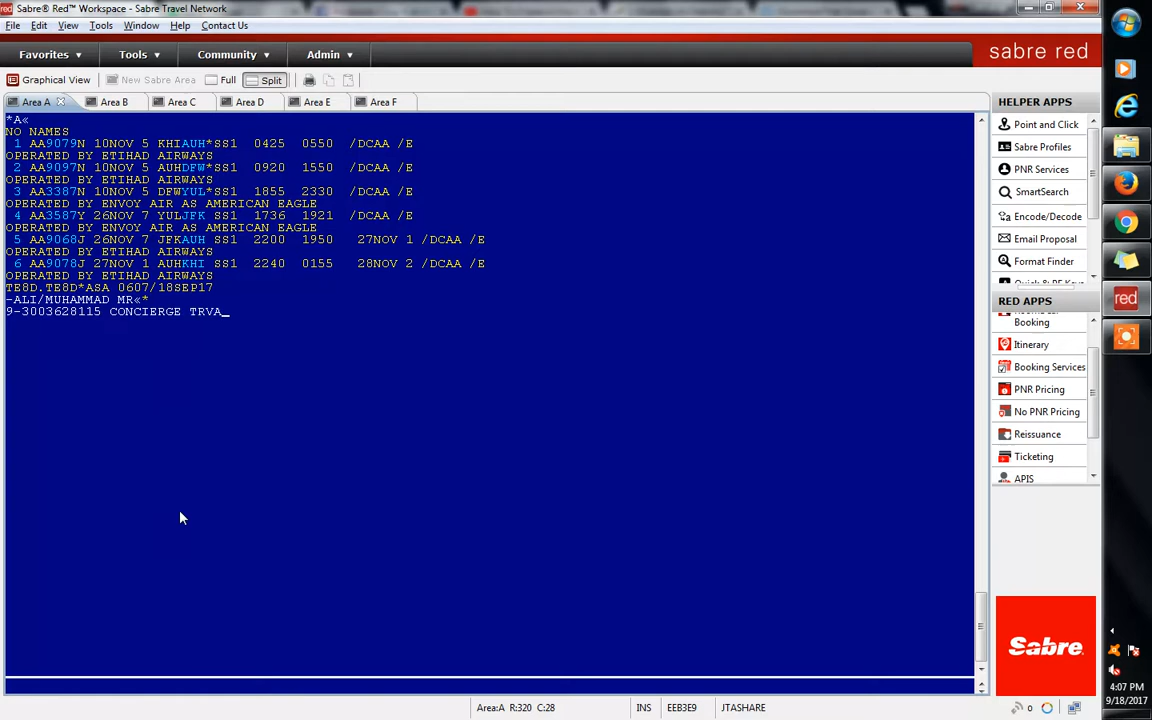 Sabre® Red™ Workspace - Sabre Travel Network
File Edit View Tools Window Help Contact Us
Favorites Tools Community Admin
sabre red
Graphical View New Sabre Area Full Split
Area A Area B Area C Area D Area E Area F
*A«
NO NAMES
1 AA9079N 10NOV 5 KHIAUH*SS1 0425 0550 /DCAA /E
OPERATED BY ETIHAD AIRWAYS
2 AA9097N 10NOV 5 AUHDFW*SS1 0920 1550 /DCAA /E
OPERATED BY ETIHAD AIRWAYS
3 AA3387N 10NOV 5 DFWYUL*SS1 1855 2330 /DCAA /E
OPERATED BY ENVOY AIR AS AMERICAN EAGLE
4 AA3587Y 26NOV 7 YULJFK SS1 1736 1921 /DCAA /E
OPERATED BY ENVOY AIR AS AMERICAN EAGLE
5 AA9068J 26NOV 7 JFKAUH SS1 2200 1950 27NOV 1 /DCAA /E
OPERATED BY ETIHAD AIRWAYS
6 AA9078J 27NOV 1 AUHKHI SS1 2240 0155 28NOV 2 /DCAA /E
OPERATED BY ETIHAD AIRWAYS
TE8D.TE8D*ASA 0607/18SEP17
-ALI/MUHAMMAD MR«*
9-3003628115 CONCIERGE TRVA_
HELPER APPS
Point and Click
Sabre Profiles
PNR Services
SmartSearch
Encode/Decode
Email Proposal
Format Finder
RED APPS
Booking
Itinerary
Booking Services
PNR Pricing
No PNR Pricing
Reissuance
Ticketing
APIS
Sabre
red
Area:A R:320 C:28 INS EEB3E9 JTASHARE
0
4:07 PM
9/18/2017